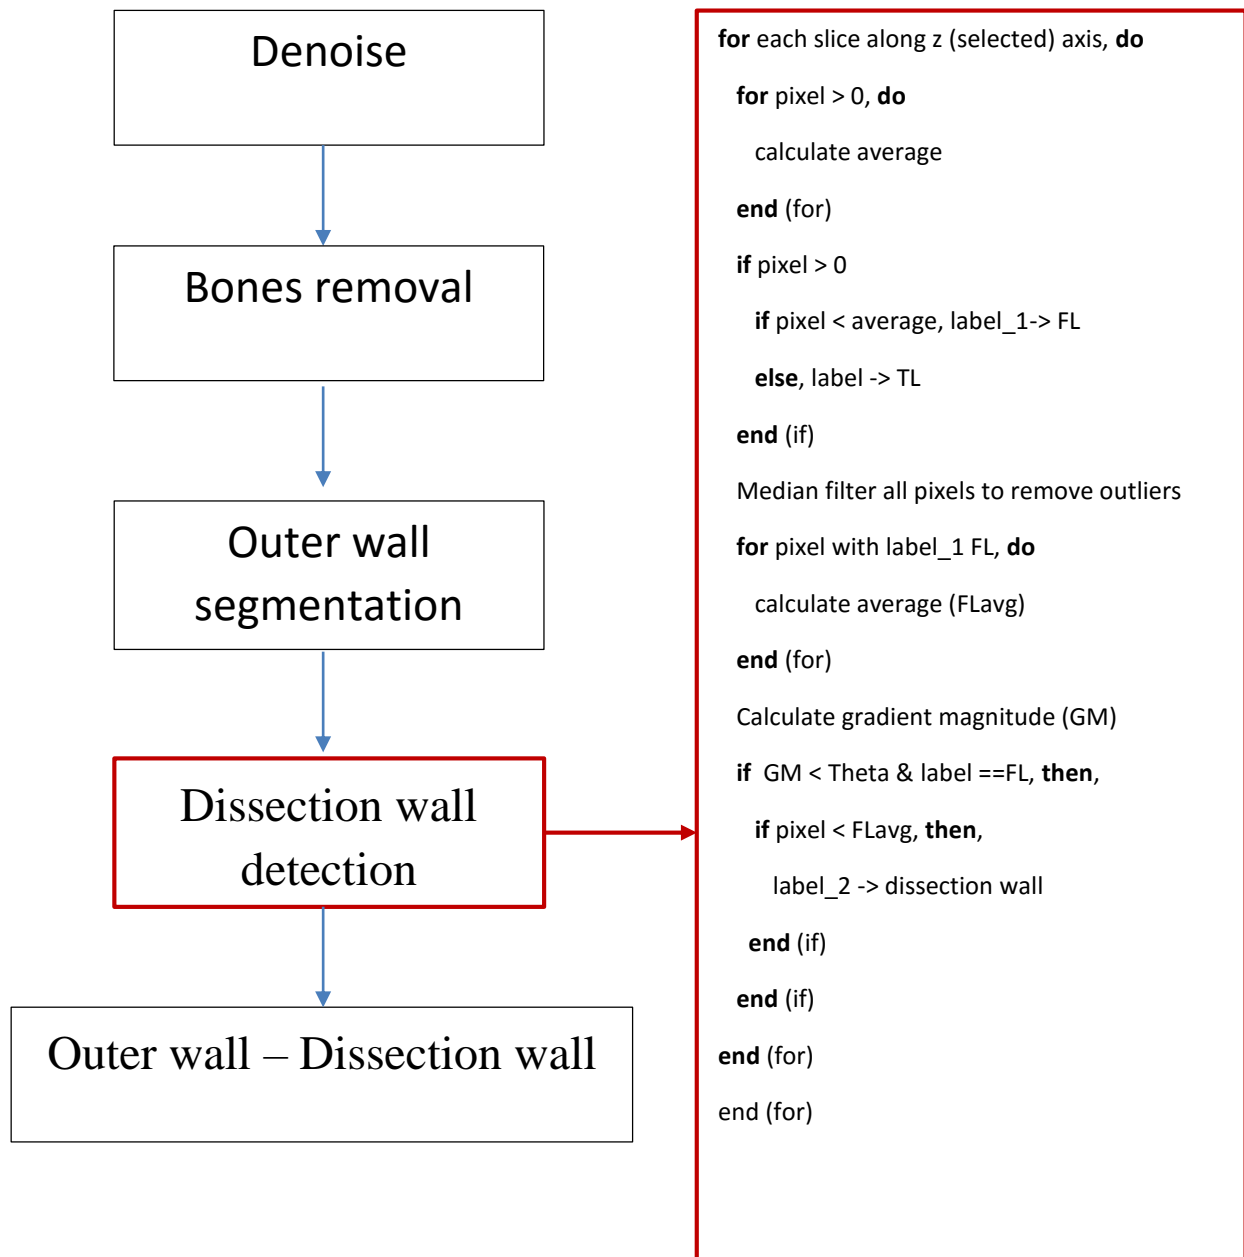 Denoise
Bones removal
Outer wall
segmentation
Dissection wall
detection
Outer wall – Dissection wall
for each slice along z (selected) axis, do
for pixel > 0, do
calculate average
end (for)
if pixel > 0
if pixel < average, label_1-> FL
else, label -> TL
end (if)
Median filter all pixels to remove outliers
for pixel with label_1 FL, do
calculate average (FLavg)
end (for)
Calculate gradient magnitude (GM)
if GM < Theta & label ==FL, then,
if pixel < FLavg, then,
label_2 -> dissection wall
end (if)
end (if)
end (for)
end (for)